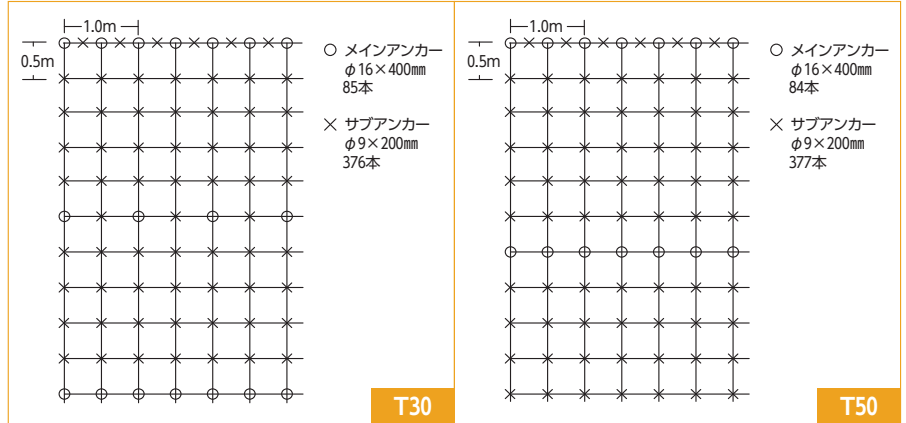 1.0m
0.5m
○ メインアンカー
φ16×400㎜
85本
× サブアンカー
φ9×200㎜
376本
T30
1.0m
0.5m
○ メインアンカー
φ16×400㎜
84本
× サブアンカー
φ9×200㎜
377本
T50